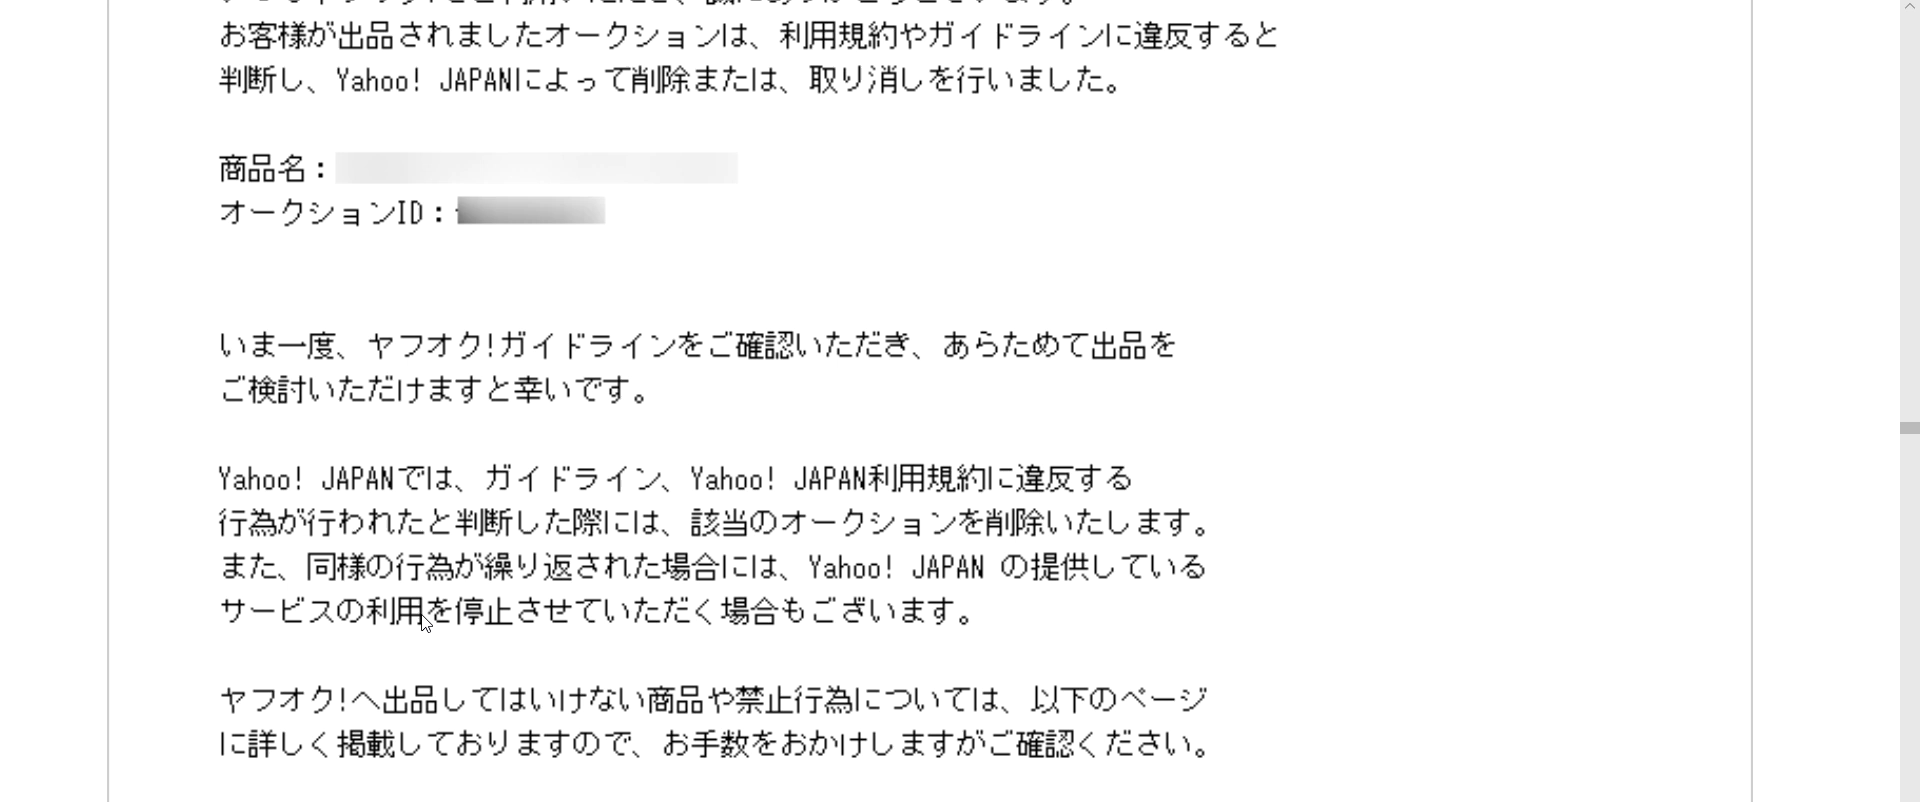 お客様が出品されましたオークションは、利用規約やガイドラインに違反すると
判断し、Yahoo! JAPANによって削除または、取り消しを行いました。
商品名：
オークションID：
いま一度、ヤフオク!ガイドラインをご確認いただき、あらためて出品を
ご検討いただけますと幸いです。
Yahoo! JAPANでは、ガイドライン、Yahoo! JAPAN利用規約に違反する
行為が行われたと判断した際には、該当のオークションを削除いたします。
また、同様の行為が繰り返された場合には、Yahoo! JAPAN の提供している
サービスの利用を停止させていただく場合もございます。
ヤフオク!へ出品してはいけない商品や禁止行為については、以下のページ
に詳しく掲載しておりますので、お手数をおかけしますがご確認ください。